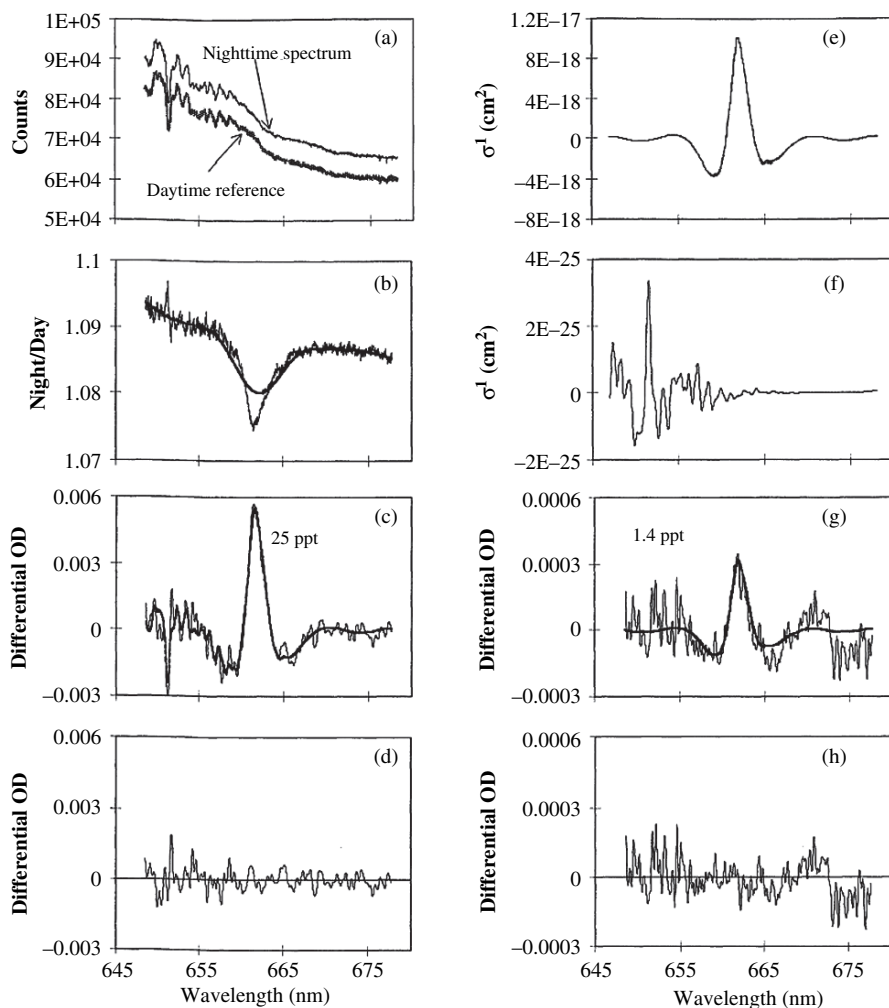 1E+05
9E+04
8E+04
7E+04
6E+04
5E+04
Counts
Nighttime spectrum
Daytime reference
(a)
1.2E−17
8E−18
4E−18
0
−4E−18
−8E−18
σ¹ (cm²)
(e)
1.1
1.09
1.08
1.07
Night/Day
(b)
4E−25
2E−25
0
−2E−25
σ¹ (cm²)
(f)
0.006
0.003
0
−0.003
Differential OD
(c)
25 ppt
0.0006
0.0003
0
−0.0003
Differential OD
(g)
1.4 ppt
0.006
0.003
0
−0.003
Differential OD
(d)
645 655 665 675
Wavelength (nm)
0.0006
0.0003
0
−0.0003
Differential OD
(h)
645 655 665 675
Wavelength (nm)